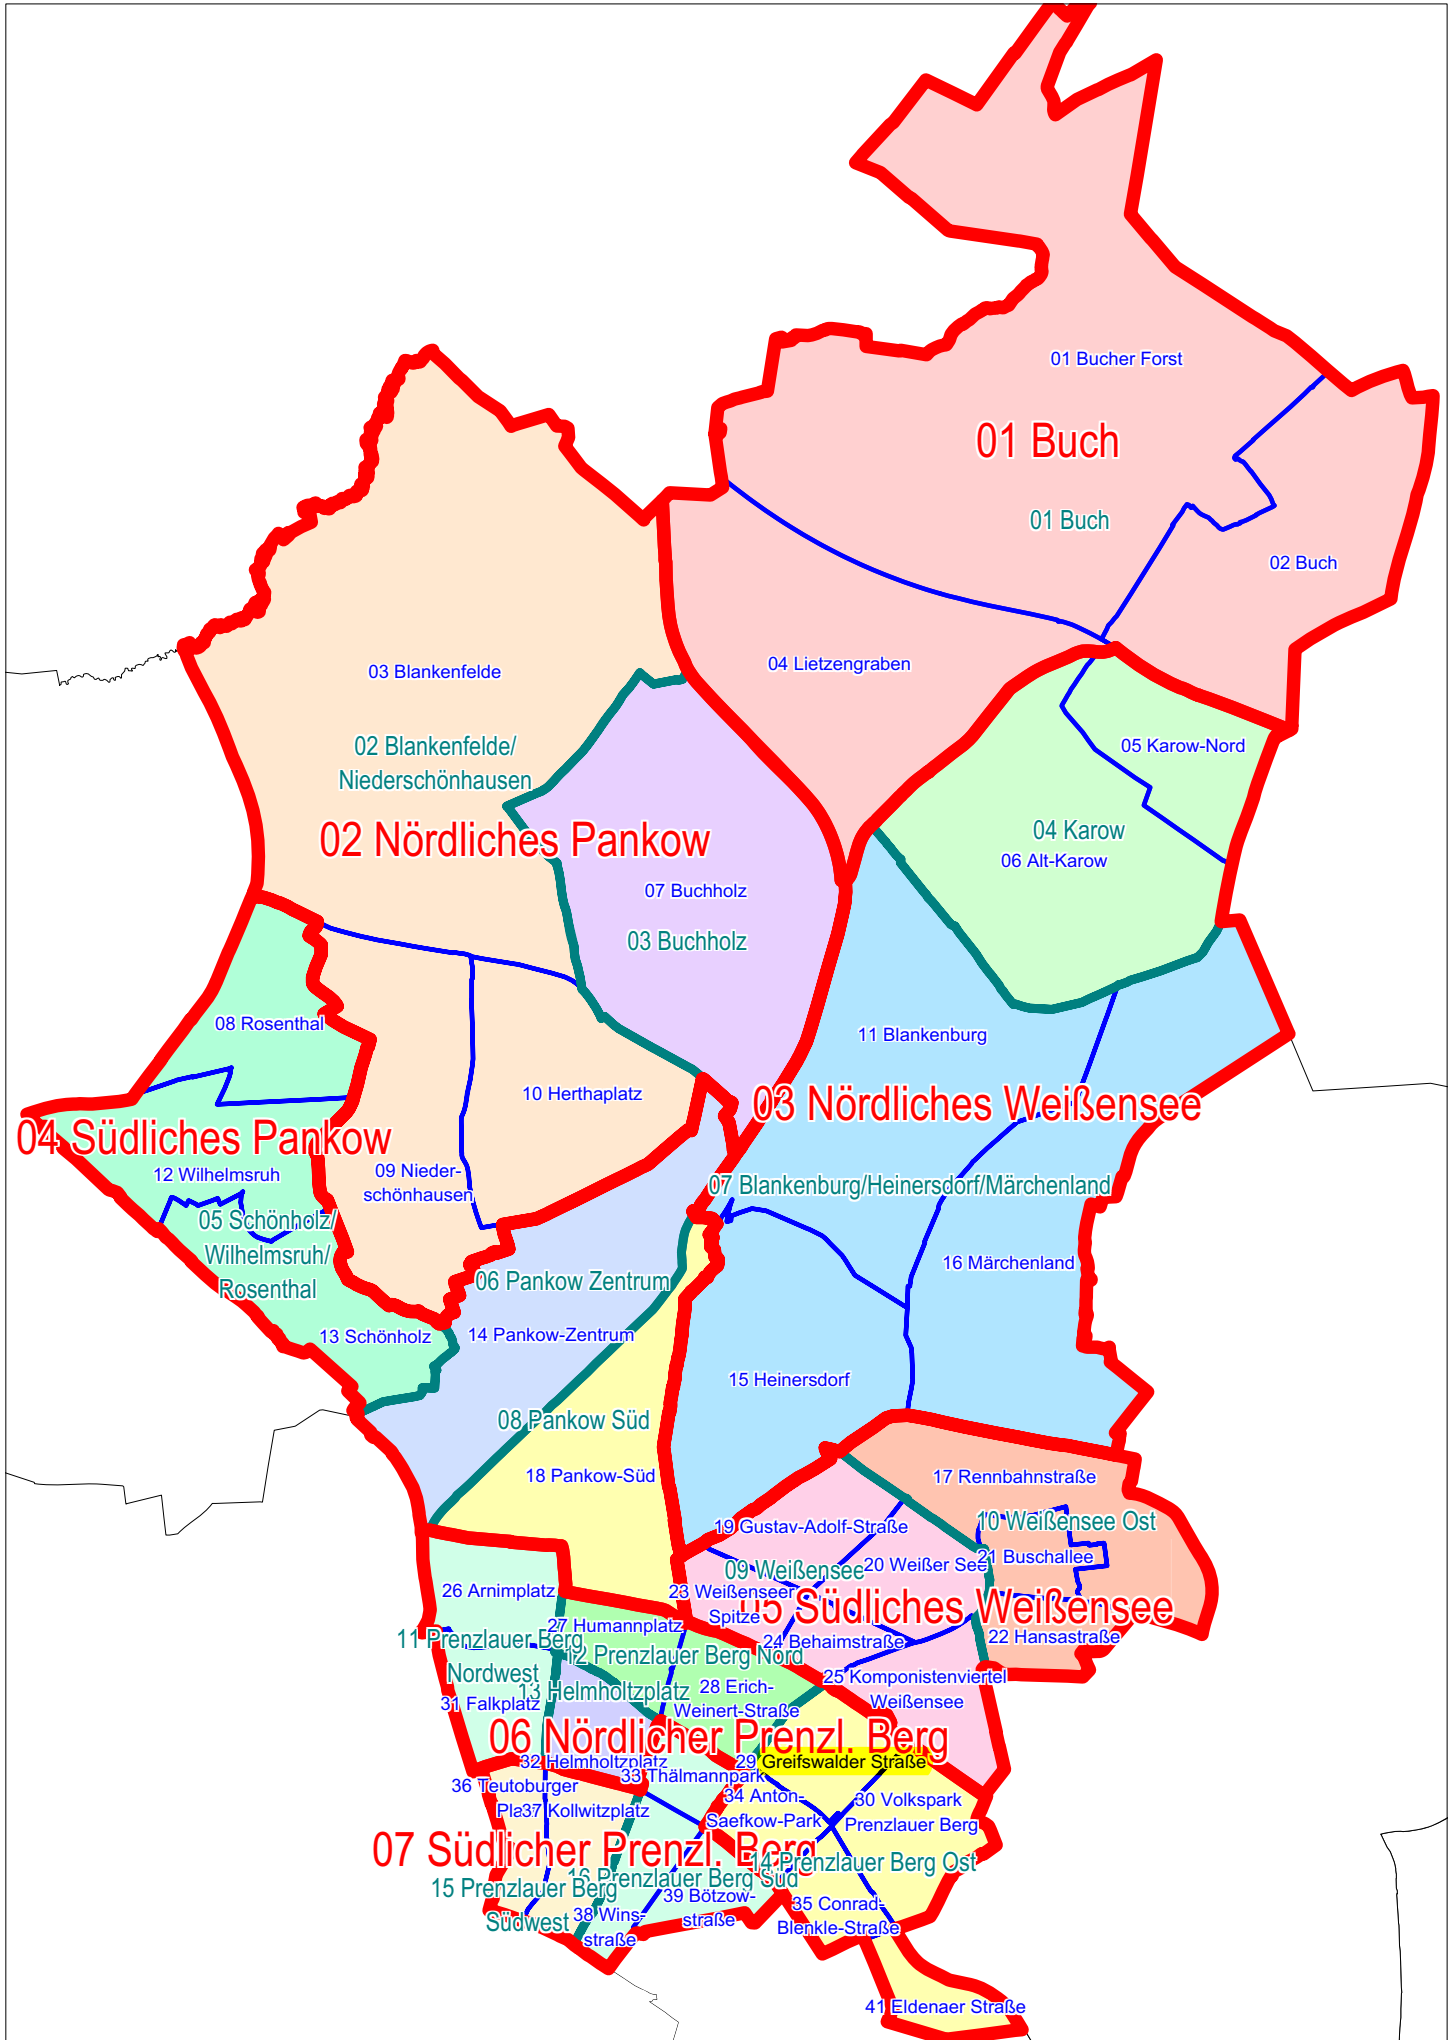 01 Bucher Forst
01 Buch
01 Buch
02 Buch
04 Lietzengraben
03 Blankenfelde
02 Blankenfelde/
Niederschönhausen
05 Karow-Nord
02 Nördliches Pankow
04 Karow
06 Alt-Karow
07 Buchholz
03 Buchholz
08 Rosenthal
11 Blankenburg
10 Herthaplatz
03 Nördliches Weißensee
04 Südliches Pankow
12 Wilhelmsruh
09 Nieder-
schönhausen
07 Blankenburg/Heinersdorf/Märchenland
05 Schönholz/
Wilhelmsruh/
Rosenthal
16 Märchenland
06 Pankow Zentrum
13 Schönholz
14 Pankow-Zentrum
15 Heinersdorf
08 Pankow Süd
18 Pankow-Süd
17 Rennbahnstraße
19 Gustav-Adolf-Straße
10 Weißensee Ost
20 Weißer See
21 Buschallee
09 Weißensee
26 Arnimplatz
23 Weißenseer
Spitze
05 Südliches Weißensee
27 Humannplatz
24 Behaimstraße
22 Hansastraße
11 Prenzlauer Berg
Nordwest
12 Prenzlauer Berg Nord
25 Komponistenviertel
Weißensee
13 Helmholtzplatz
28 Erich-
Weinert-Straße
31 Falkplatz
06 Nördlicher Prenzl. Berg
32 Helmholtzplatz
29 Greifswalder Straße
33 Thälmannpark
36 Teutoburger
Platz
37 Kollwitzplatz
34 Anton-
Saefkow-Park
30 Volkspark
Prenzlauer Berg
07 Südlicher Prenzl. Berg
14 Prenzlauer Berg Ost
16 Prenzlauer Berg Süd
15 Prenzlauer Berg
Südwest
39 Bötzow-
straße
38 Wins-
straße
35 Conrad-
Blenkle-Straße
41 Eldenaer Straße